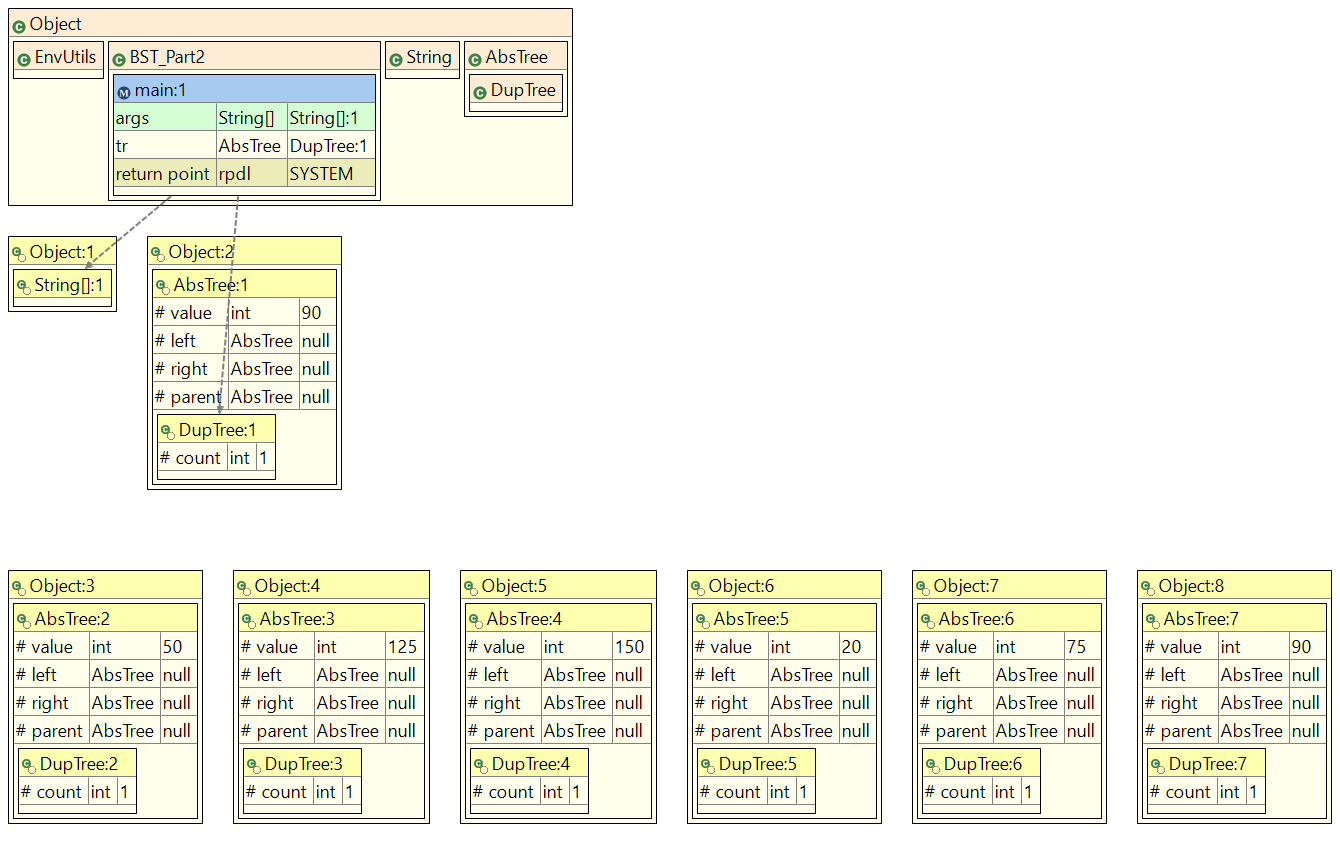 Object
EnvUtils BST_Part2 String AbsTree
main:1 DupTree
args String[] String[]:1
tr AbsTree DupTree:1
return point rpdl SYSTEM
Object:1 Object:2
String[]:1 AbsTree:1
# value int 90
# left AbsTree null
# right AbsTree null
# parent AbsTree null
DupTree:1
# count int 1
Object:3 Object:4 Object:5 Object:6 Object:7 Object:8
AbsTree:2 AbsTree:3 AbsTree:4 AbsTree:5 AbsTree:6 AbsTree:7
# value int 50 # value int 125 # value int 150 # value int 20 # value int 75 # value int 90
# left AbsTree null # left AbsTree null # left AbsTree null # left AbsTree null # left AbsTree null # left AbsTree null
# right AbsTree null # right AbsTree null # right AbsTree null # right AbsTree null # right AbsTree null # right AbsTree null
# parent AbsTree null # parent AbsTree null # parent AbsTree null # parent AbsTree null # parent AbsTree null # parent AbsTree null
DupTree:2 DupTree:3 DupTree:4 DupTree:5 DupTree:6 DupTree:7
# count int 1 # count int 1 # count int 1 # count int 1 # count int 1 # count int 1